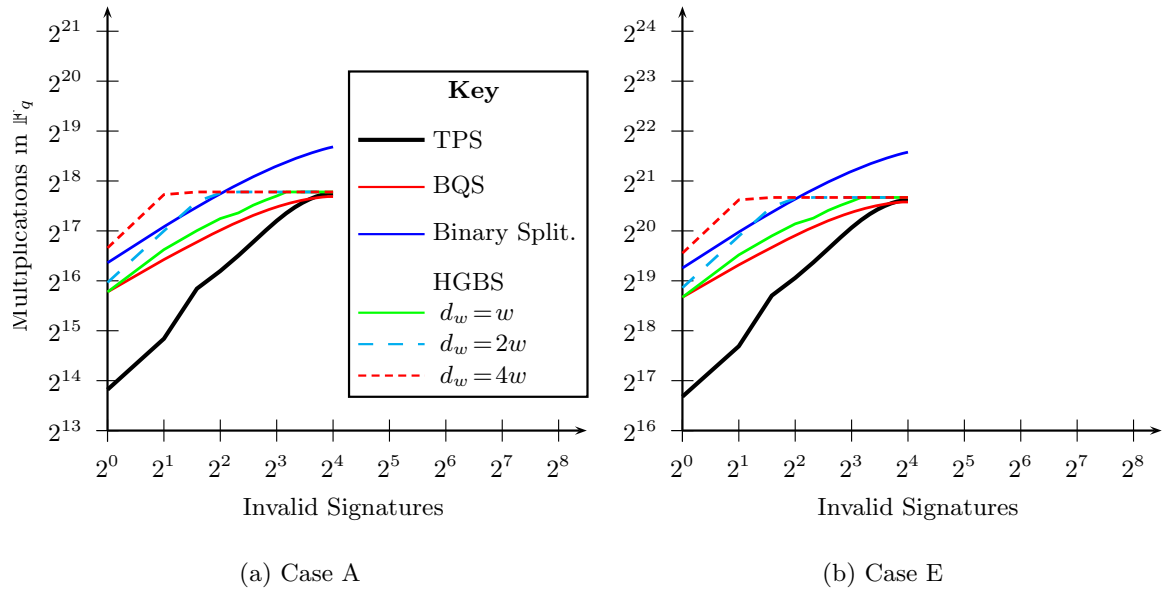 2^21
2^20
2^19
2^18
2^17
2^16
2^15
2^14
2^13
Multiplications in 𝔽_q
2^0 2^1 2^2 2^3 2^4 2^5 2^6 2^7 2^8
Invalid Signatures
Key
TPS
BQS
Binary Split.
HGBS
d_w = w
d_w = 2w
d_w = 4w
(a) Case A
2^24
2^23
2^22
2^21
2^20
2^19
2^18
2^17
2^16
2^0 2^1 2^2 2^3 2^4 2^5 2^6 2^7 2^8
Invalid Signatures
(b) Case E